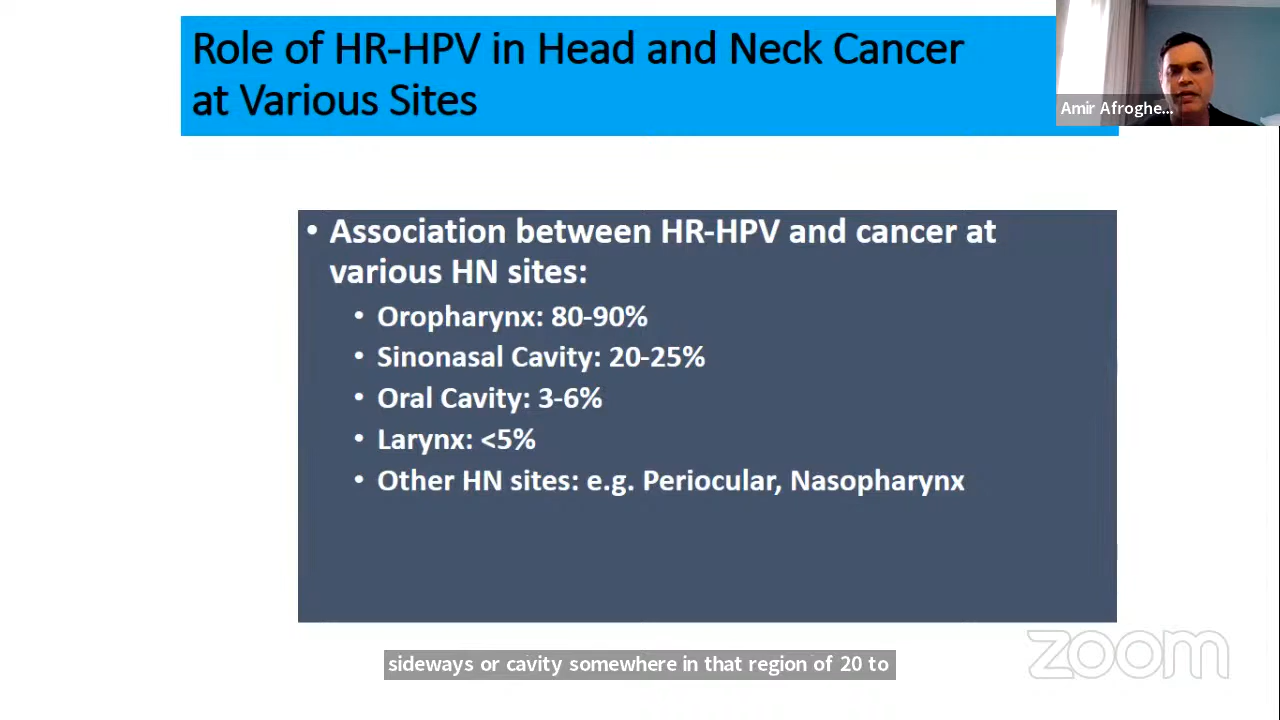 Role of HR-HPV in Head and Neck Cancer
at Various Sites
Amir Afroghe...
• Association between HR-HPV and cancer at
various HN sites:
• Oropharynx: 80-90%
• Sinonasal Cavity: 20-25%
• Oral Cavity: 3-6%
• Larynx: <5%
• Other HN sites: e.g. Periocular, Nasopharynx
sideways or cavity somewhere in that region of 20 to
zoom